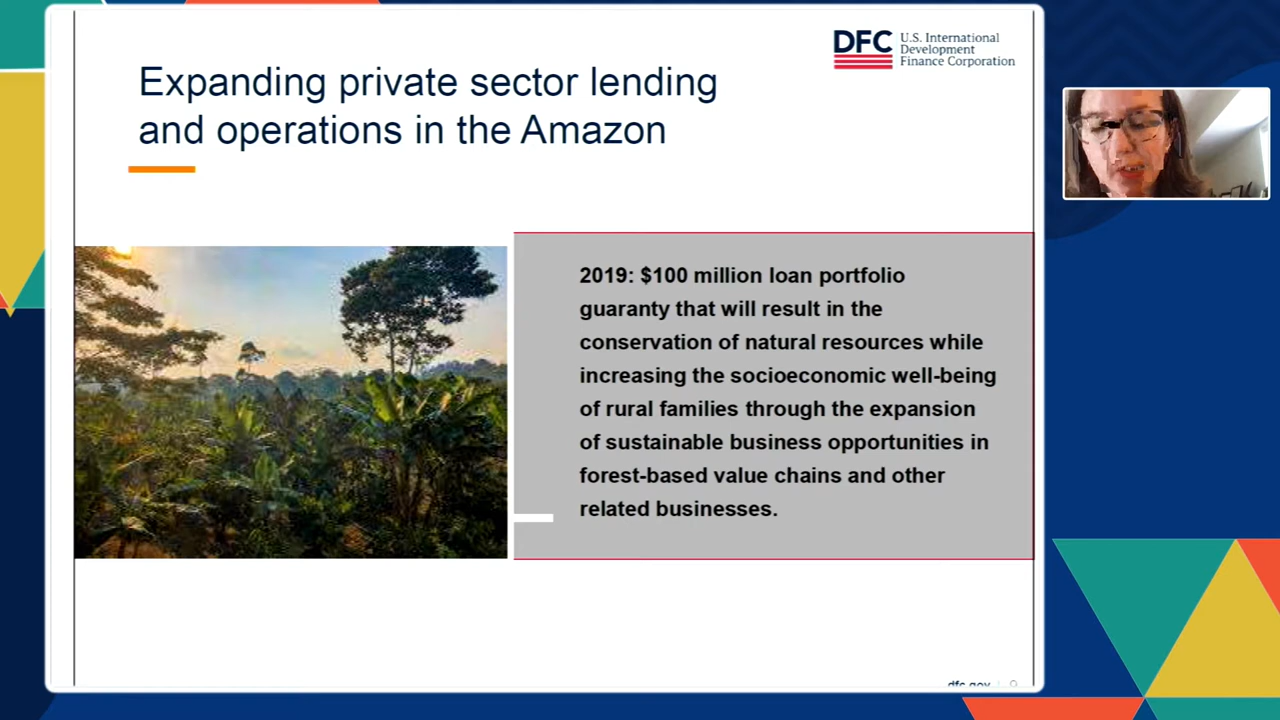 DFC
U.S. International
Development
Finance Corporation
Expanding private sector lending
and operations in the Amazon
2019: $100 million loan portfolio
guaranty that will result in the
conservation of natural resources while
increasing the socioeconomic well-being
of rural families through the expansion
of sustainable business opportunities in
forest-based value chains and other
related businesses.
dfc.gov